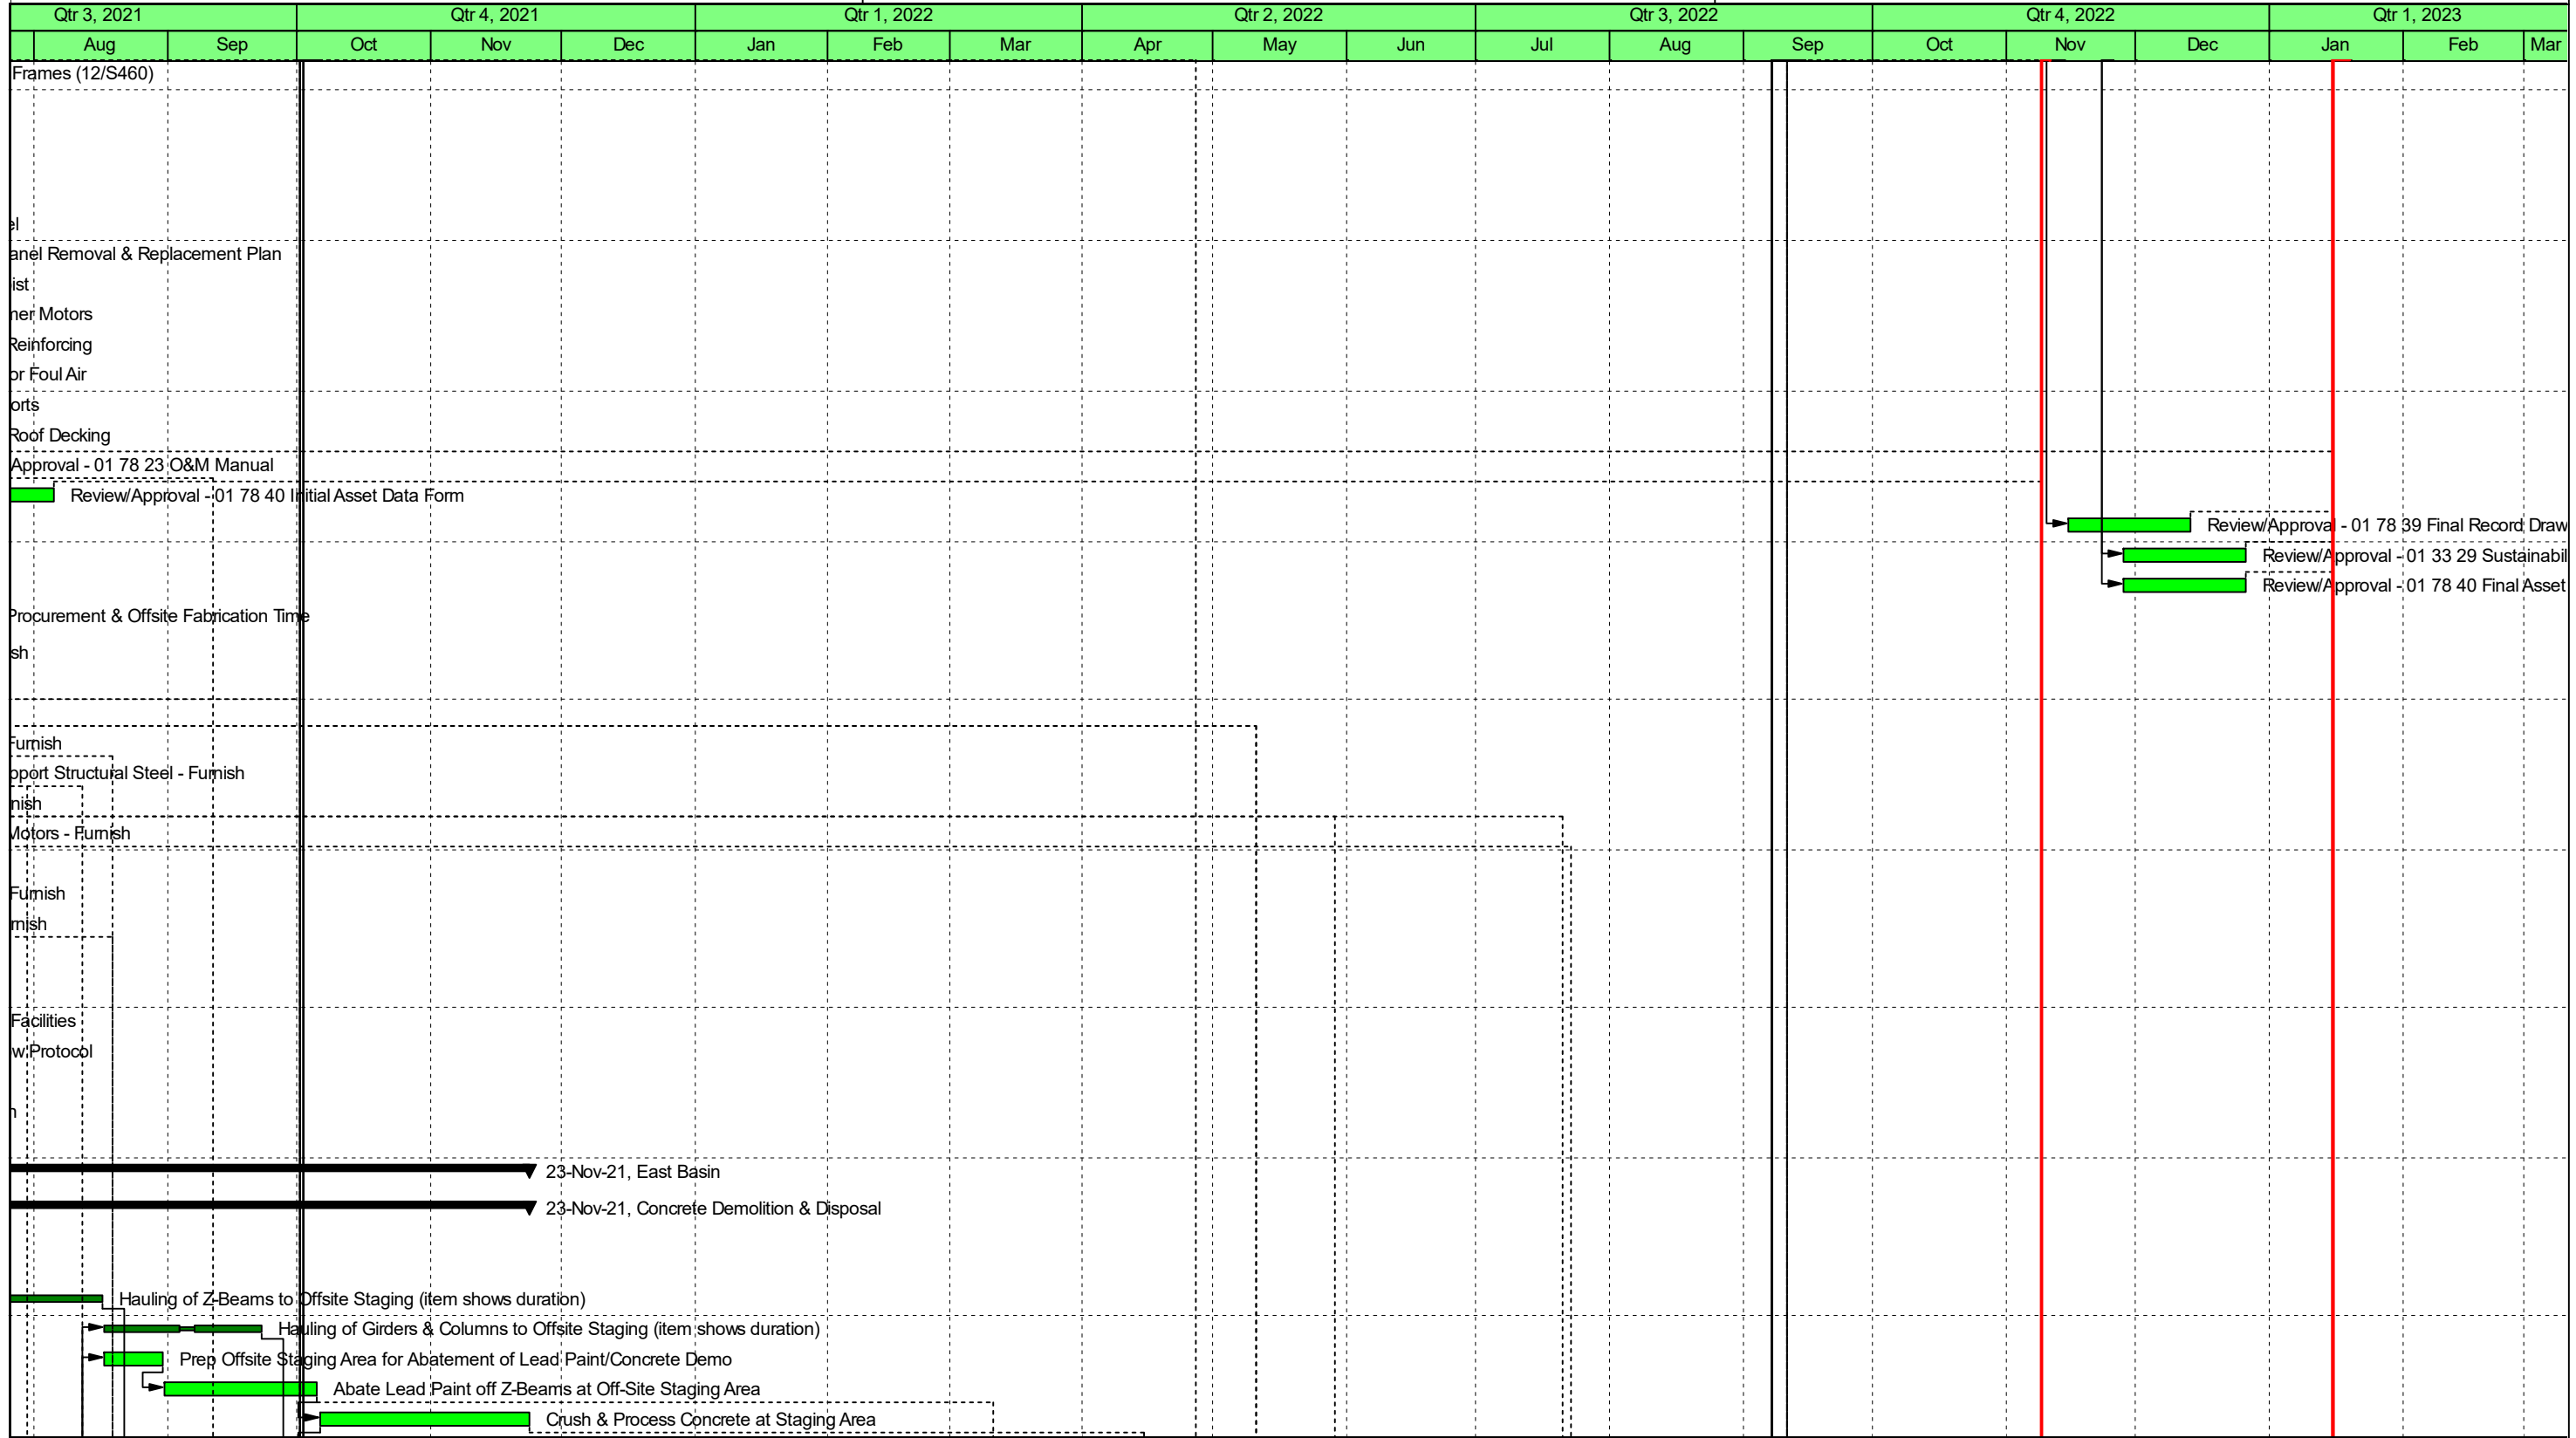 Qtr 3, 2021 Qtr 4, 2021 Qtr 1, 2022 Qtr 2, 2022 Qtr 3, 2022 Qtr 4, 2022 Qtr 1, 2023
Aug Sep Oct Nov Dec Jan Feb Mar Apr May Jun Jul Aug Sep Oct Nov Dec Jan Feb Mar
Frames (12/S460)
el
anel Removal & Replacement Plan
ist
mer Motors
Reinforcing
or Foul Air
orts
Roof Decking
Approval - 01 78 23 O&M Manual
Review/Approval - 01 78 40 Initial Asset Data Form
Review/Approval - 01 78 39 Final Record Draw
Review/Approval - 01 33 29 Sustainabil
Review/Approval - 01 78 40 Final Asset
Procurement & Offsite Fabrication Time
sh
Furnish
pport Structural Steel - Furnish
nish
Motors - Furnish
Furnish
rnish
Facilities
w Protocol
n
23-Nov-21, East Basin
23-Nov-21, Concrete Demolition & Disposal
Hauling of Z-Beams to Offsite Staging (item shows duration)
Hauling of Girders & Columns to Offsite Staging (item shows duration)
Prep Offsite Staging Area for Abatement of Lead Paint/Concrete Demo
Abate Lead Paint off Z-Beams at Off-Site Staging Area
Crush & Process Concrete at Staging Area